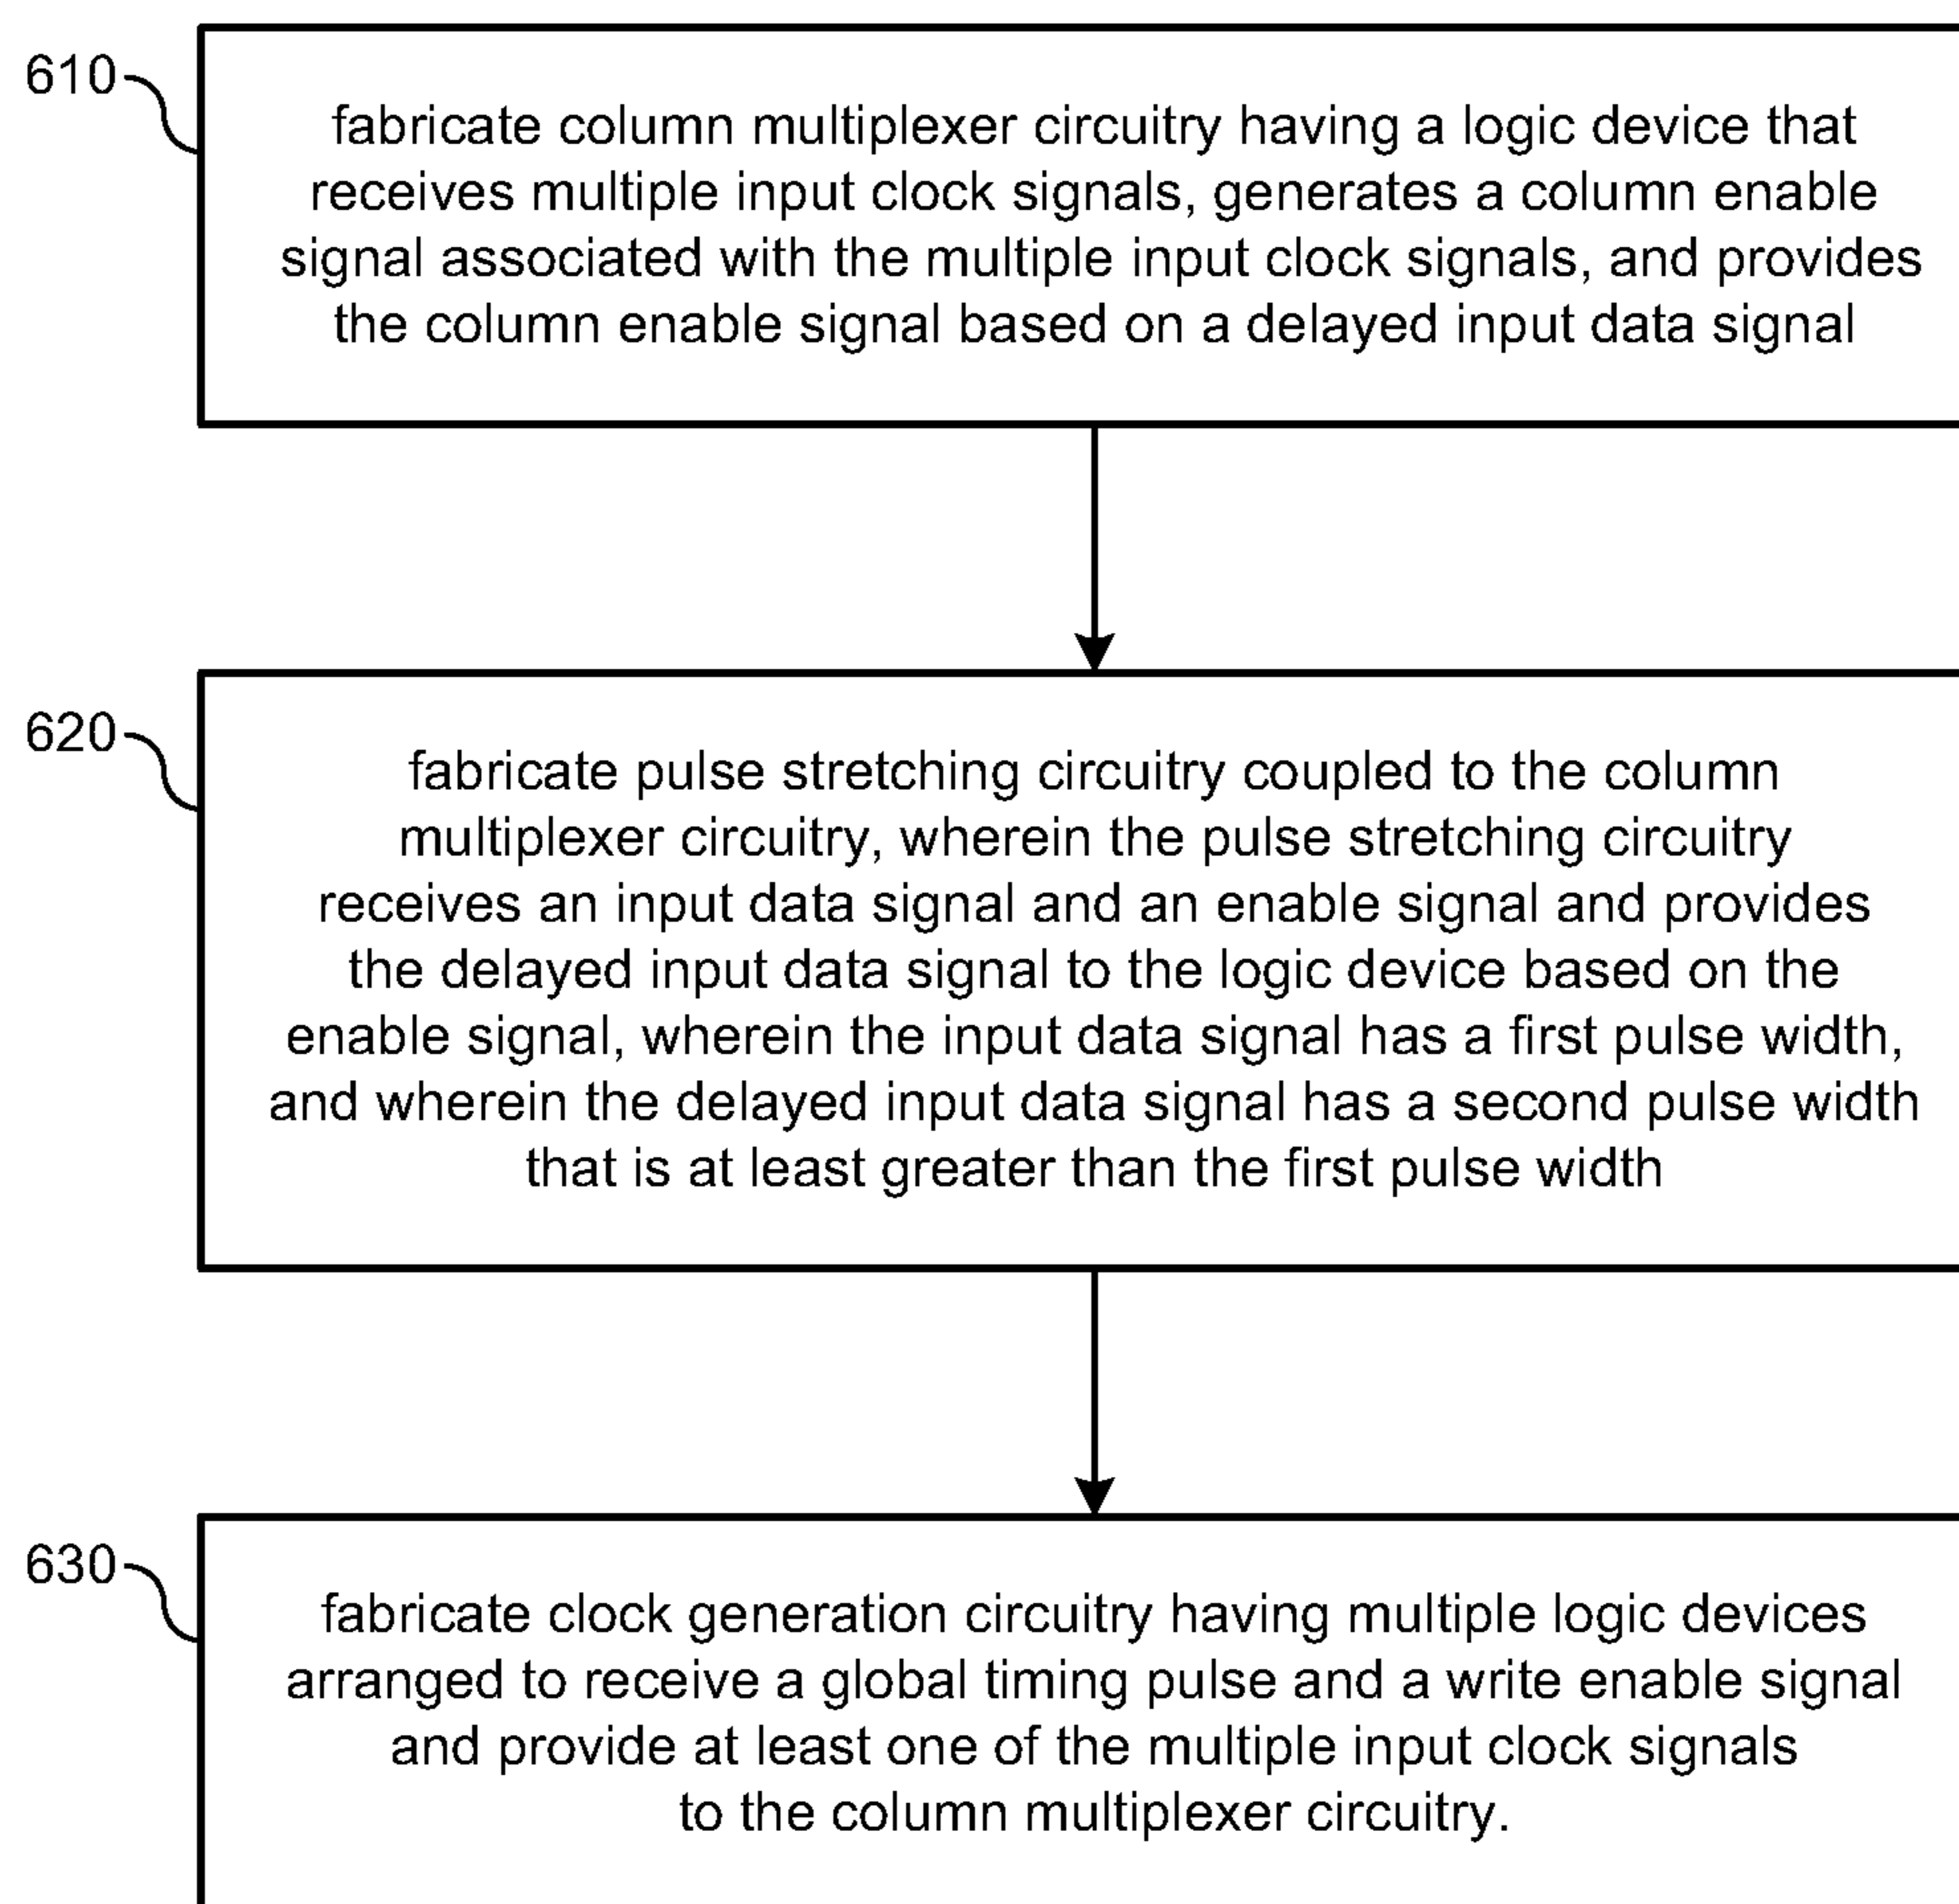 610
fabricate column multiplexer circuitry having a logic device that
receives multiple input clock signals, generates a column enable
signal associated with the multiple input clock signals, and provides
the column enable signal based on a delayed input data signal
620
fabricate pulse stretching circuitry coupled to the column
multiplexer circuitry, wherein the pulse stretching circuitry
receives an input data signal and an enable signal and provides
the delayed input data signal to the logic device based on the
enable signal, wherein the input data signal has a first pulse width,
and wherein the delayed input data signal has a second pulse width
that is at least greater than the first pulse width
630
fabricate clock generation circuitry having multiple logic devices
arranged to receive a global timing pulse and a write enable signal
and provide at least one of the multiple input clock signals
to the column multiplexer circuitry.